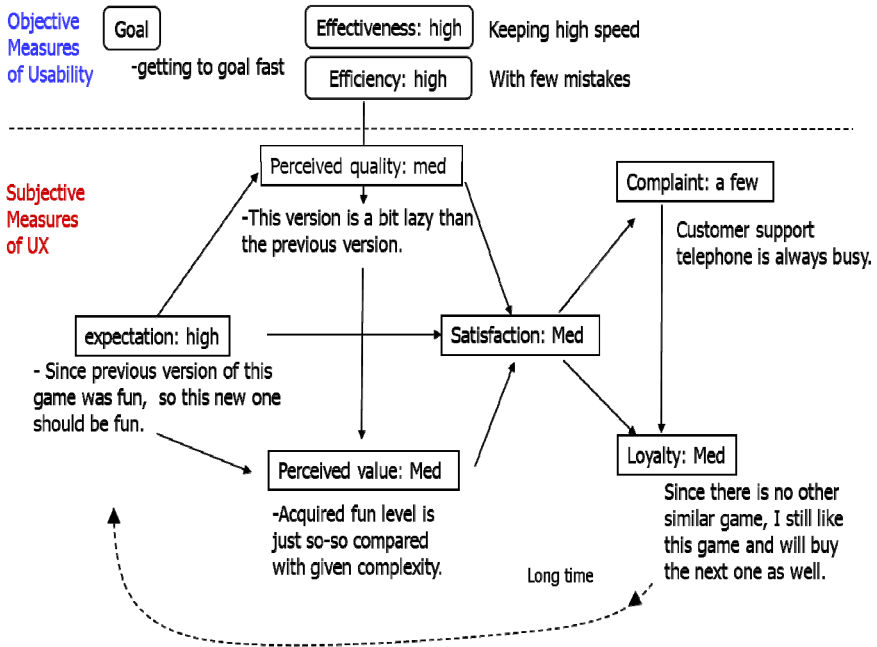 Objective
Measures
of Usability
Goal
-getting to goal fast
Effectiveness: high
Keeping high speed
Efficiency: high
With few mistakes
Subjective
Measures
of UX
Perceived quality: med
-This version is a bit lazy than
the previous version.
Complaint: a few
Customer support
telephone is always busy.
expectation: high
- Since previous version of this
game was fun, so this new one
should be fun.
Satisfaction: Med
Perceived value: Med
-Acquired fun level is
just so-so compared
with given complexity.
Loyalty: Med
Since there is no other
similar game, I still like
this game and will buy
the next one as well.
Long time